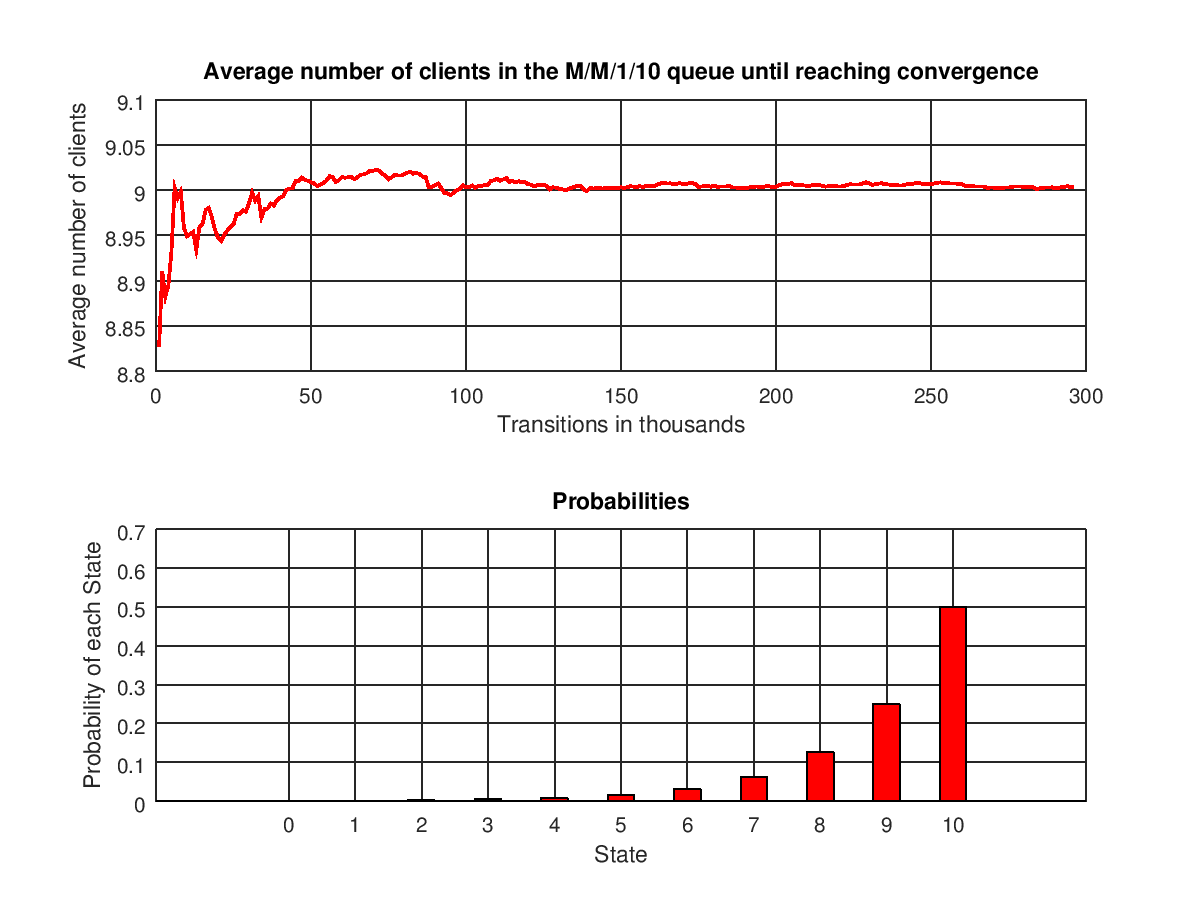 Average number of clients in the M/M/1/10 queue until reaching convergence
Average number of clients
9.1
9.05
9
8.95
8.9
8.85
8.8
0 50 100 150 200 250 300
Transitions in thousands
Probabilities
Probability of each State
0.7
0.6
0.5
0.4
0.3
0.2
0.1
0
0 1 2 3 4 5 6 7 8 9 10
State